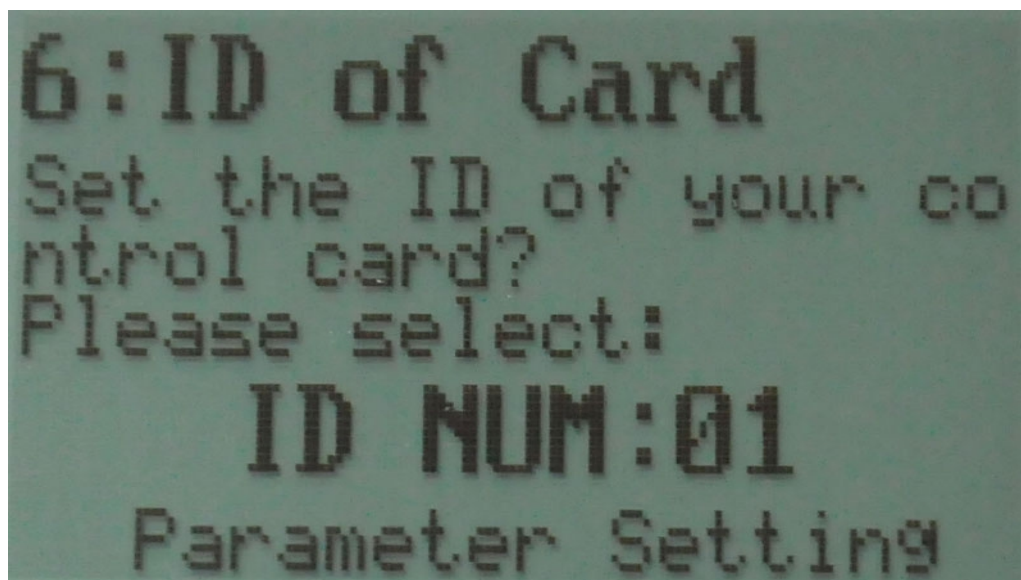 6:ID of Card
Set the ID of your co
ntrol card?
Please select:
ID NUM:01
Parameter Setting